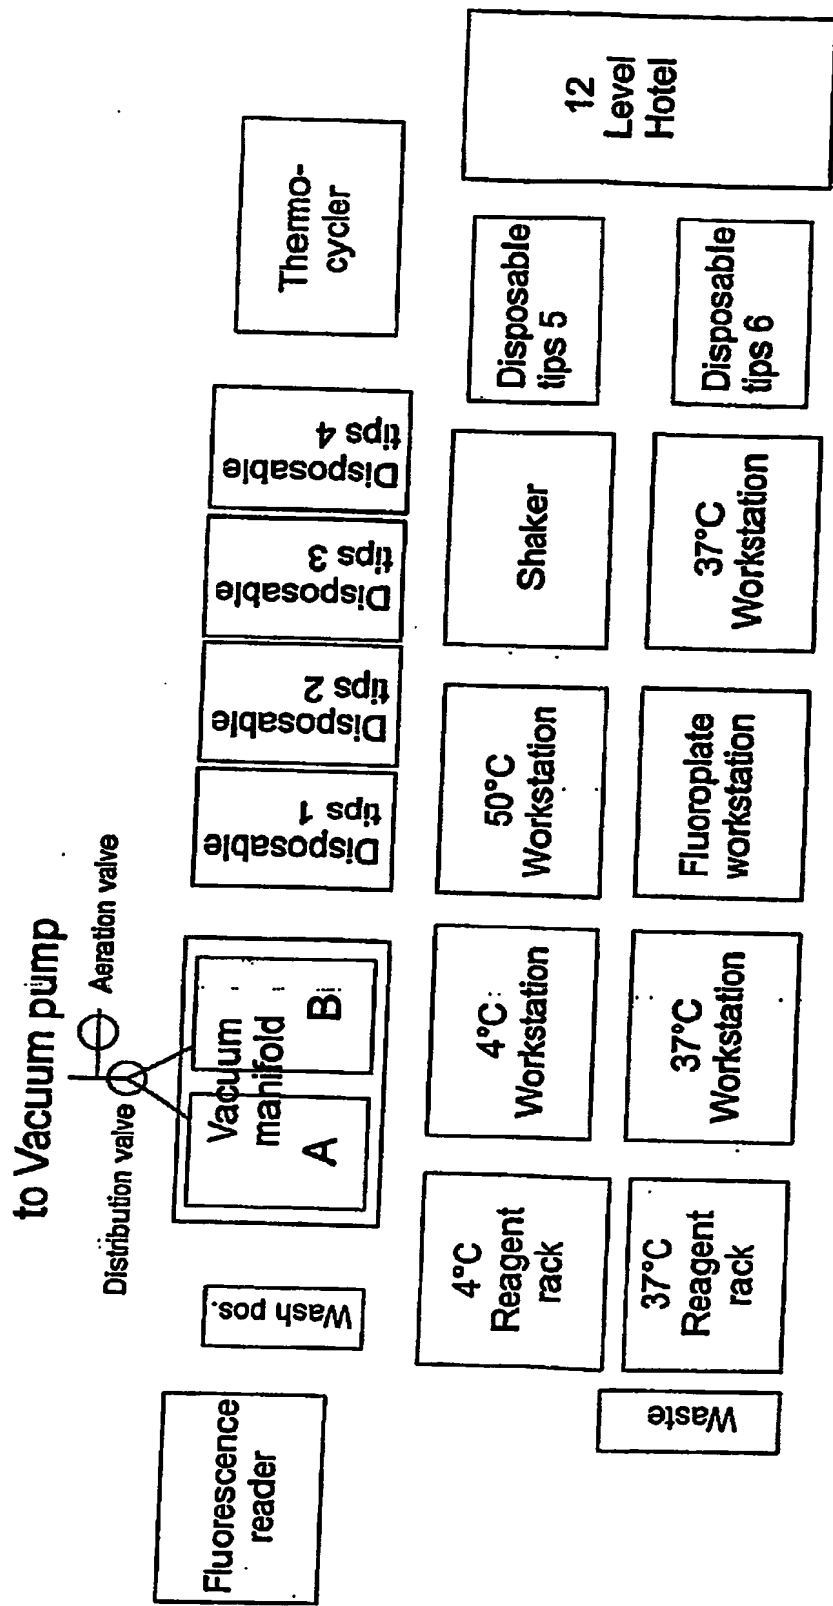 to Vacuum pump
Distribution valve
Aeration valve
Fluorescence
reader
Wash pos.
Vacuum
manifold
A
B
Disposable
tips 1
Disposable
tips 2
Disposable
tips 3
Disposable
tips 4
Thermo-
cycler
4°C
Reagent
rack
4°C
Workstation
50°C
Workstation
Shaker
Disposable
tips 5
12
Level
Hotel
Waste
37°C
Reagent
rack
37°C
Workstation
Fluoroplate
workstation
37°C
Workstation
Disposable
tips 6